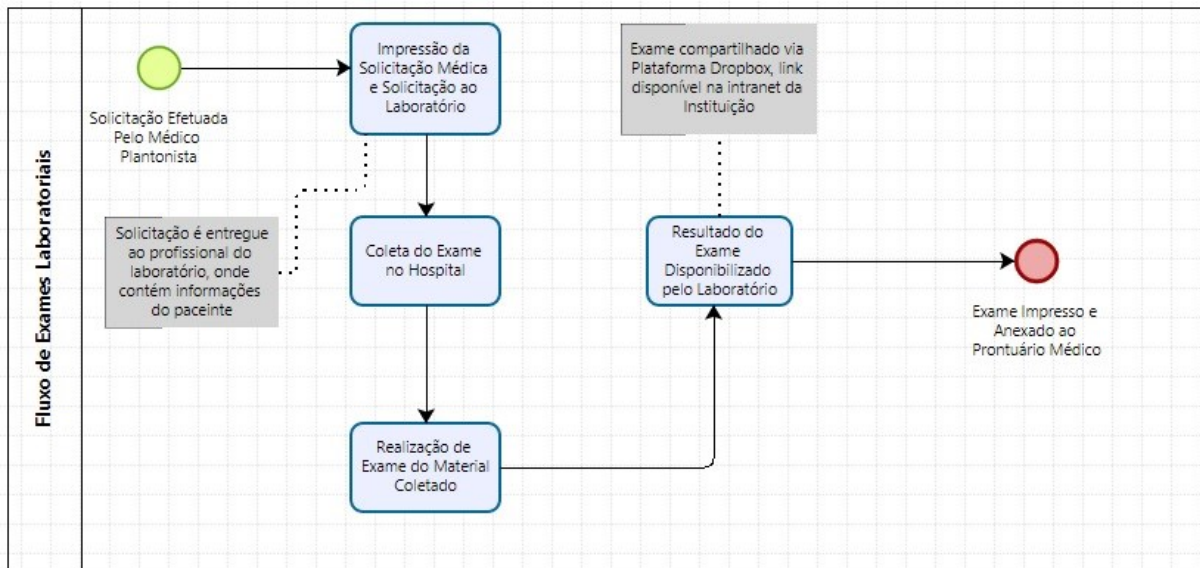 Fluxo de Exames Laboratoriais
Solicitação Efetuada
Pelo Médico
Plantonista
Impressão da
Solicitação Médica
e Solicitação ao
Laboratório
Solicitação é entregue
ao profissional do
laboratório, onde
contém informações
do paceinte
Coleta do Exame
no Hospital
Realização de
Exame do Material
Coletado
Exame compartilhado via
Plataforma Dropbox, link
disponível na intranet da
Instituição
Resultado do
Exame
Disponibilizado
pelo Laboratório
Exame Impresso e
Anexado ao
Prontuário Médico